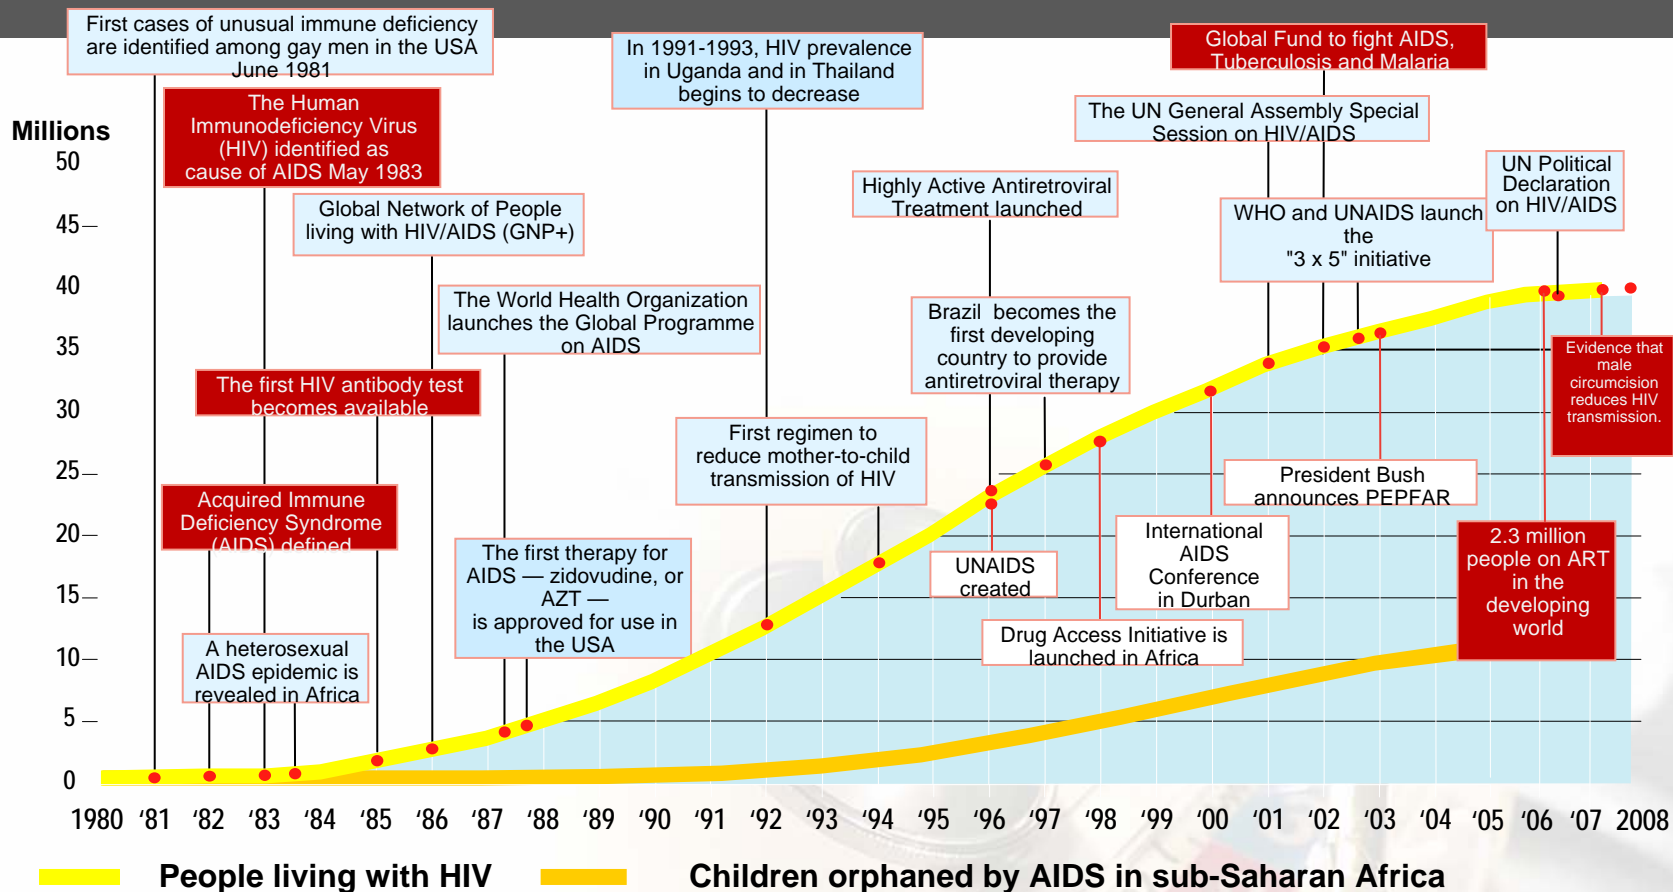 First cases of unusual immune deficiency
are identified among gay men in the USA
June 1981
The Human
Immunodeficiency Virus
(HIV) identified as
cause of AIDS May 1983
Global Network of People
living with HIV/AIDS (GNP+)
The World Health Organization
launches the Global Programme
on AIDS
The first HIV antibody test
becomes available
Acquired Immune
Deficiency Syndrome
(AIDS) defined
A heterosexual
AIDS epidemic is
revealed in Africa
The first therapy for
AIDS — zidovudine, or
AZT —
is approved for use in
the USA
In 1991-1993, HIV prevalence
in Uganda and in Thailand
begins to decrease
First regimen to
reduce mother-to-child
transmission of HIV
Highly Active Antiretroviral
Treatment launched
Brazil becomes the
first developing
country to provide
antiretroviral therapy
UNAIDS
created
Drug Access Initiative is
launched in Africa
International
AIDS
Conference
in Durban
The UN General Assembly Special
Session on HIV/AIDS
Global Fund to fight AIDS,
Tuberculosis and Malaria
WHO and UNAIDS launch
the
"3 x 5" initiative
President Bush
announces PEPFAR
UN Political
Declaration
on HIV/AIDS
2.3 million
people on ART
in the
developing
world
Evidence that
male
circumcision
reduces HIV
transmission.
Millions
50
45
40
35
30
25
20
15
10
5
0
1980 ‘81 ‘82 ‘83 ‘84 ‘85 ‘86 ‘87 ‘88 ‘89 ‘90 ‘91 ‘92 ‘93 ‘94 ‘95 ‘96 ‘97 ‘98 ‘99 ‘00 ‘01 ‘02 ‘03 ‘04 ‘05 ‘06 ‘07 2008
People living with HIV
Children orphaned by AIDS in sub-Saharan Africa